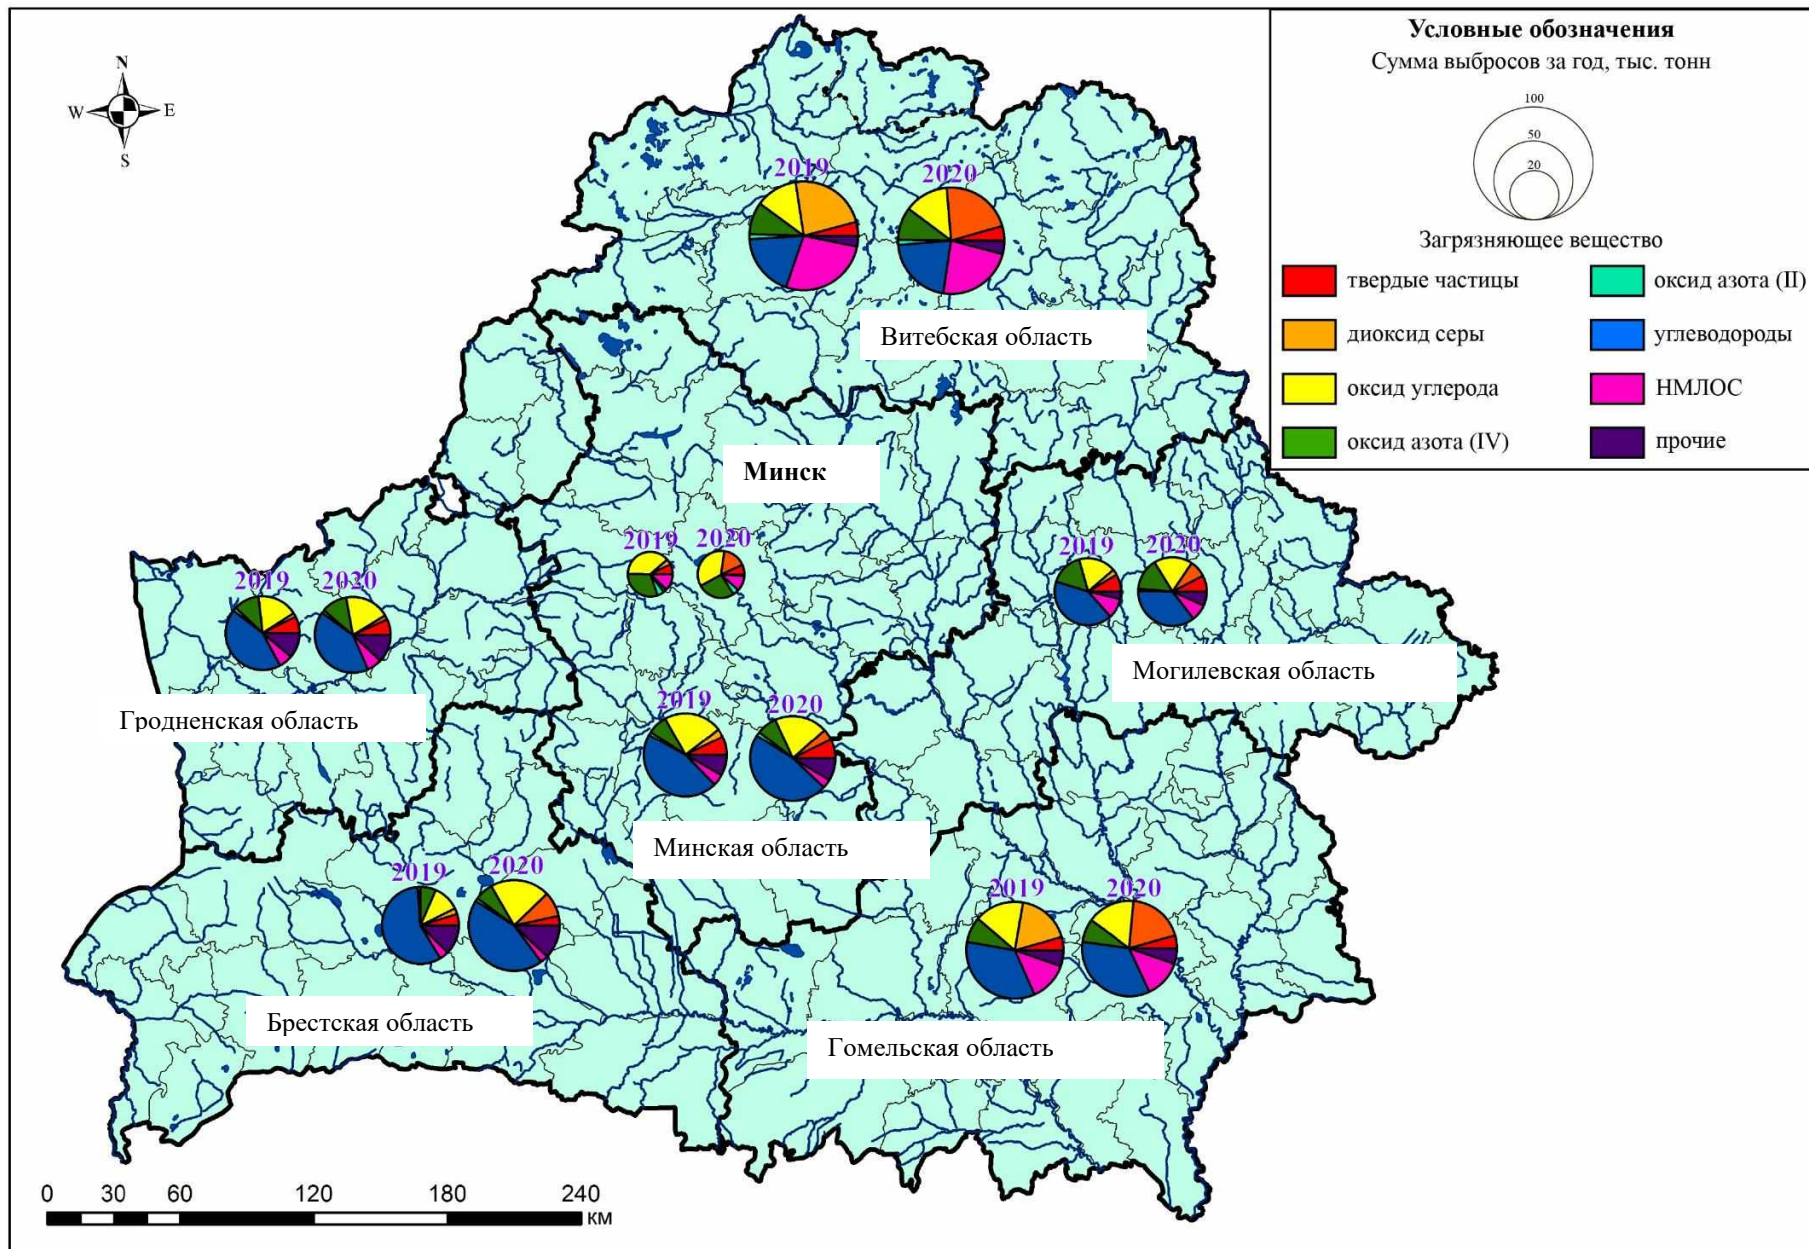 Условные обозначения
Сумма выбросов за год, тыс. тонн
100
50
20
Загрязняющее вещество
твердые частицы
оксид азота (II)
диоксид серы
углеводороды
оксид углерода
НМЛОС
оксид азота (IV)
прочие
N
W
E
S
2019
2020
Витебская область
Минск
2019
2020
2019
2020
Могилевская область
2019
2020
Гродненская область
2019
2020
Минская область
2019
2020
Брестская область
2019
2020
Гомельская область
0 30 60 120 180 240
км